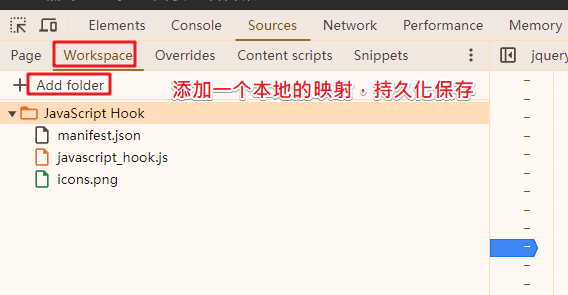 Elements Console Sources Network Performance Memory
Page Workspace Overrides Content scripts Snippets jquery
+ Add folder
添加一个本地的映射，持久化保存
JavaScript Hook
manifest.json
javascript_hook.js
icons.png